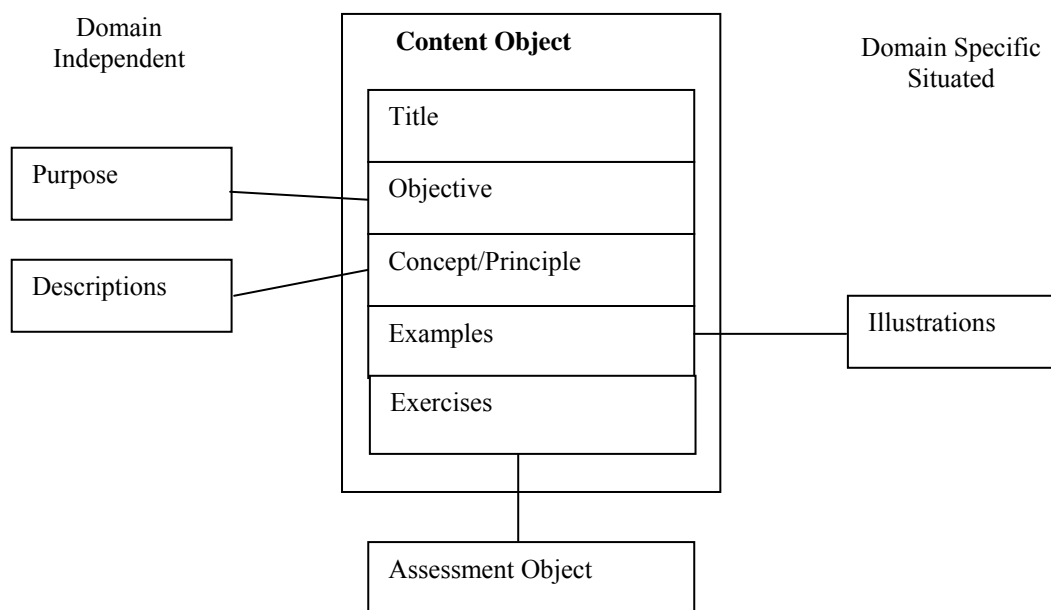 Domain
Independent
Content Object
Domain Specific
Situated
Title
Purpose
Objective
Descriptions
Concept/Principle
Examples
Illustrations
Exercises
Assessment Object